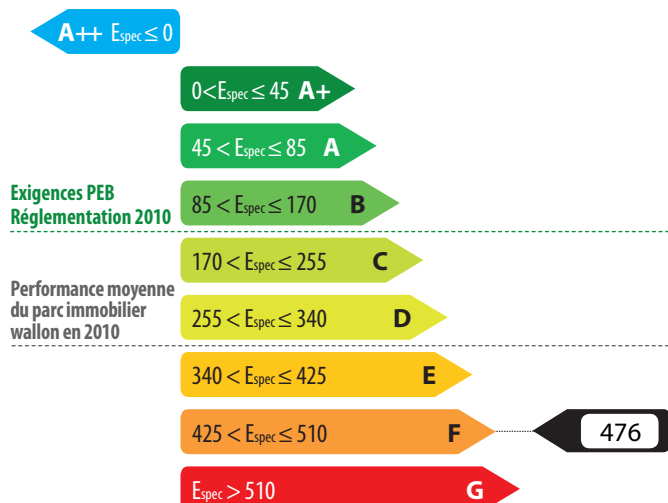 A++ Espec ≤ 0
0<Espec ≤ 45 A+
45 < Espec ≤ 85 A
Exigences PEB
Réglementation 2010
85 < Espec ≤ 170 B
170 < Espec ≤ 255 C
Performance moyenne
du parc immobilier
wallon en 2010
255 < Espec ≤ 340 D
340 < Espec ≤ 425 E
425 < Espec ≤ 510 F
476
Espec > 510 G